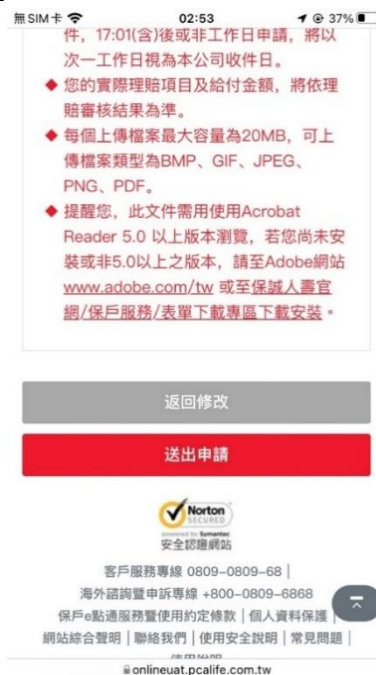 無SIM卡
02:53
37%
件，17:01(含)後或非工作日申請，將以
次一工作日視為本公司收件日。
◆ 您的實際理賠項目及給付金額，將依理
賠審核結果為準。
◆ 每個上傳檔案最大容量為20MB，可上
傳檔案類型為BMP、GIF、JPEG、
PNG、PDF。
◆ 提醒您，此文件需用使用Acrobat
Reader 5.0 以上版本瀏覽，若您尚未安
裝或非5.0以上之版本，請至Adobe網站
www.adobe.com/tw 或至保誠人壽官
網/保戶服務/表單下載專區下載安裝。
返回修改
送出申請
Norton
SECURED
powered by Symantec
安全認證網站
客戶服務專線 0809-0809-68 |
海外諮詢暨申訴專線 +800-0809-6868
保戶e點通服務暨使用約定條款 | 個人資料保護 |
網站綜合聲明 | 聯絡我們 | 使用安全說明 | 常見問題 |
onlineuat.pcalife.com.tw